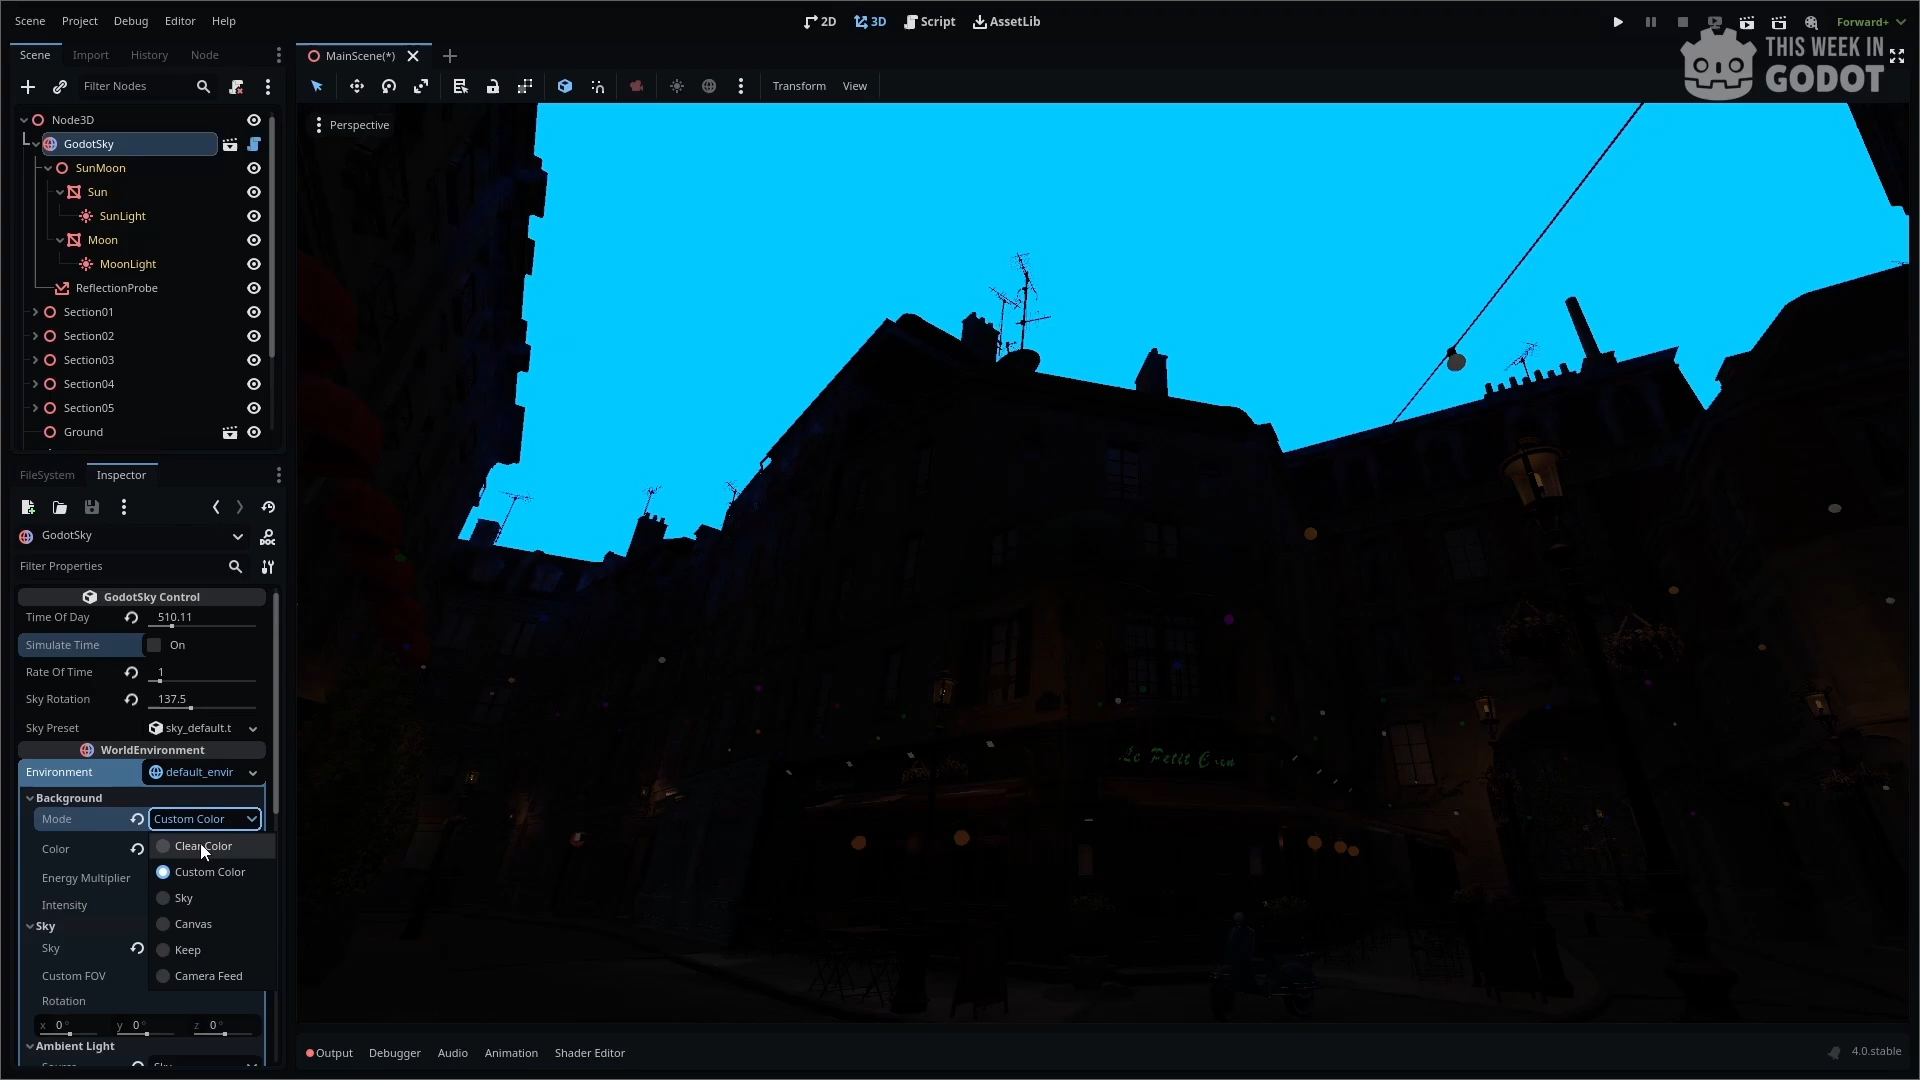 Scene Project Debug Editor Help
2D 3D Script AssetLib
Forward+
THIS WEEK IN
GODOT
Scene Import History Node
MainScene(*)
Filter Nodes
Transform View
Perspective
Node3D
GodotSky
SunMoon
Sun
SunLight
Moon
MoonLight
ReflectionProbe
Section01
Section02
Section03
Section04
Section05
Ground
FileSystem Inspector
GodotSky
Filter Properties
GodotSky Control
Time Of Day 510.11
Simulate Time On
Rate Of Time 1
Sky Rotation 137.5
Sky Preset sky_default.t
WorldEnvironment
Environment default_envir
Background
Mode Custom Color
Color
Clear Color
Custom Color
Energy Multiplier
Sky
Intensity
Canvas
Sky
Keep
Sky
Camera Feed
Custom FOV
Rotation
x 0° y 0° z 0°
Ambient Light
Source Sky
Le Petit
Output Debugger Audio Animation Shader Editor
4.0.stable